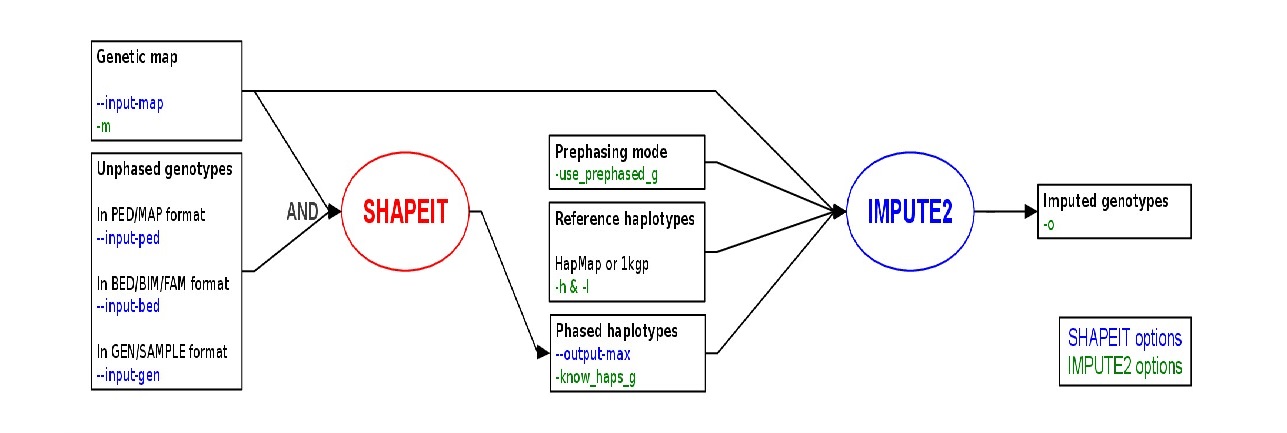 Genetic map
--input-map
-m
Unphased genotypes
In PED/MAP format
--input-ped
In BED/BIM/FAM format
--input-bed
In GEN/SAMPLE format
--input-gen
AND
SHAPEIT
Prephasing mode
-use_prephased_g
Reference haplotypes
HapMap or 1kgp
-h & -l
Phased haplotypes
--output-max
-know_haps_g
IMPUTE2
Imputed genotypes
-o
SHAPEIT options
IMPUTE2 options